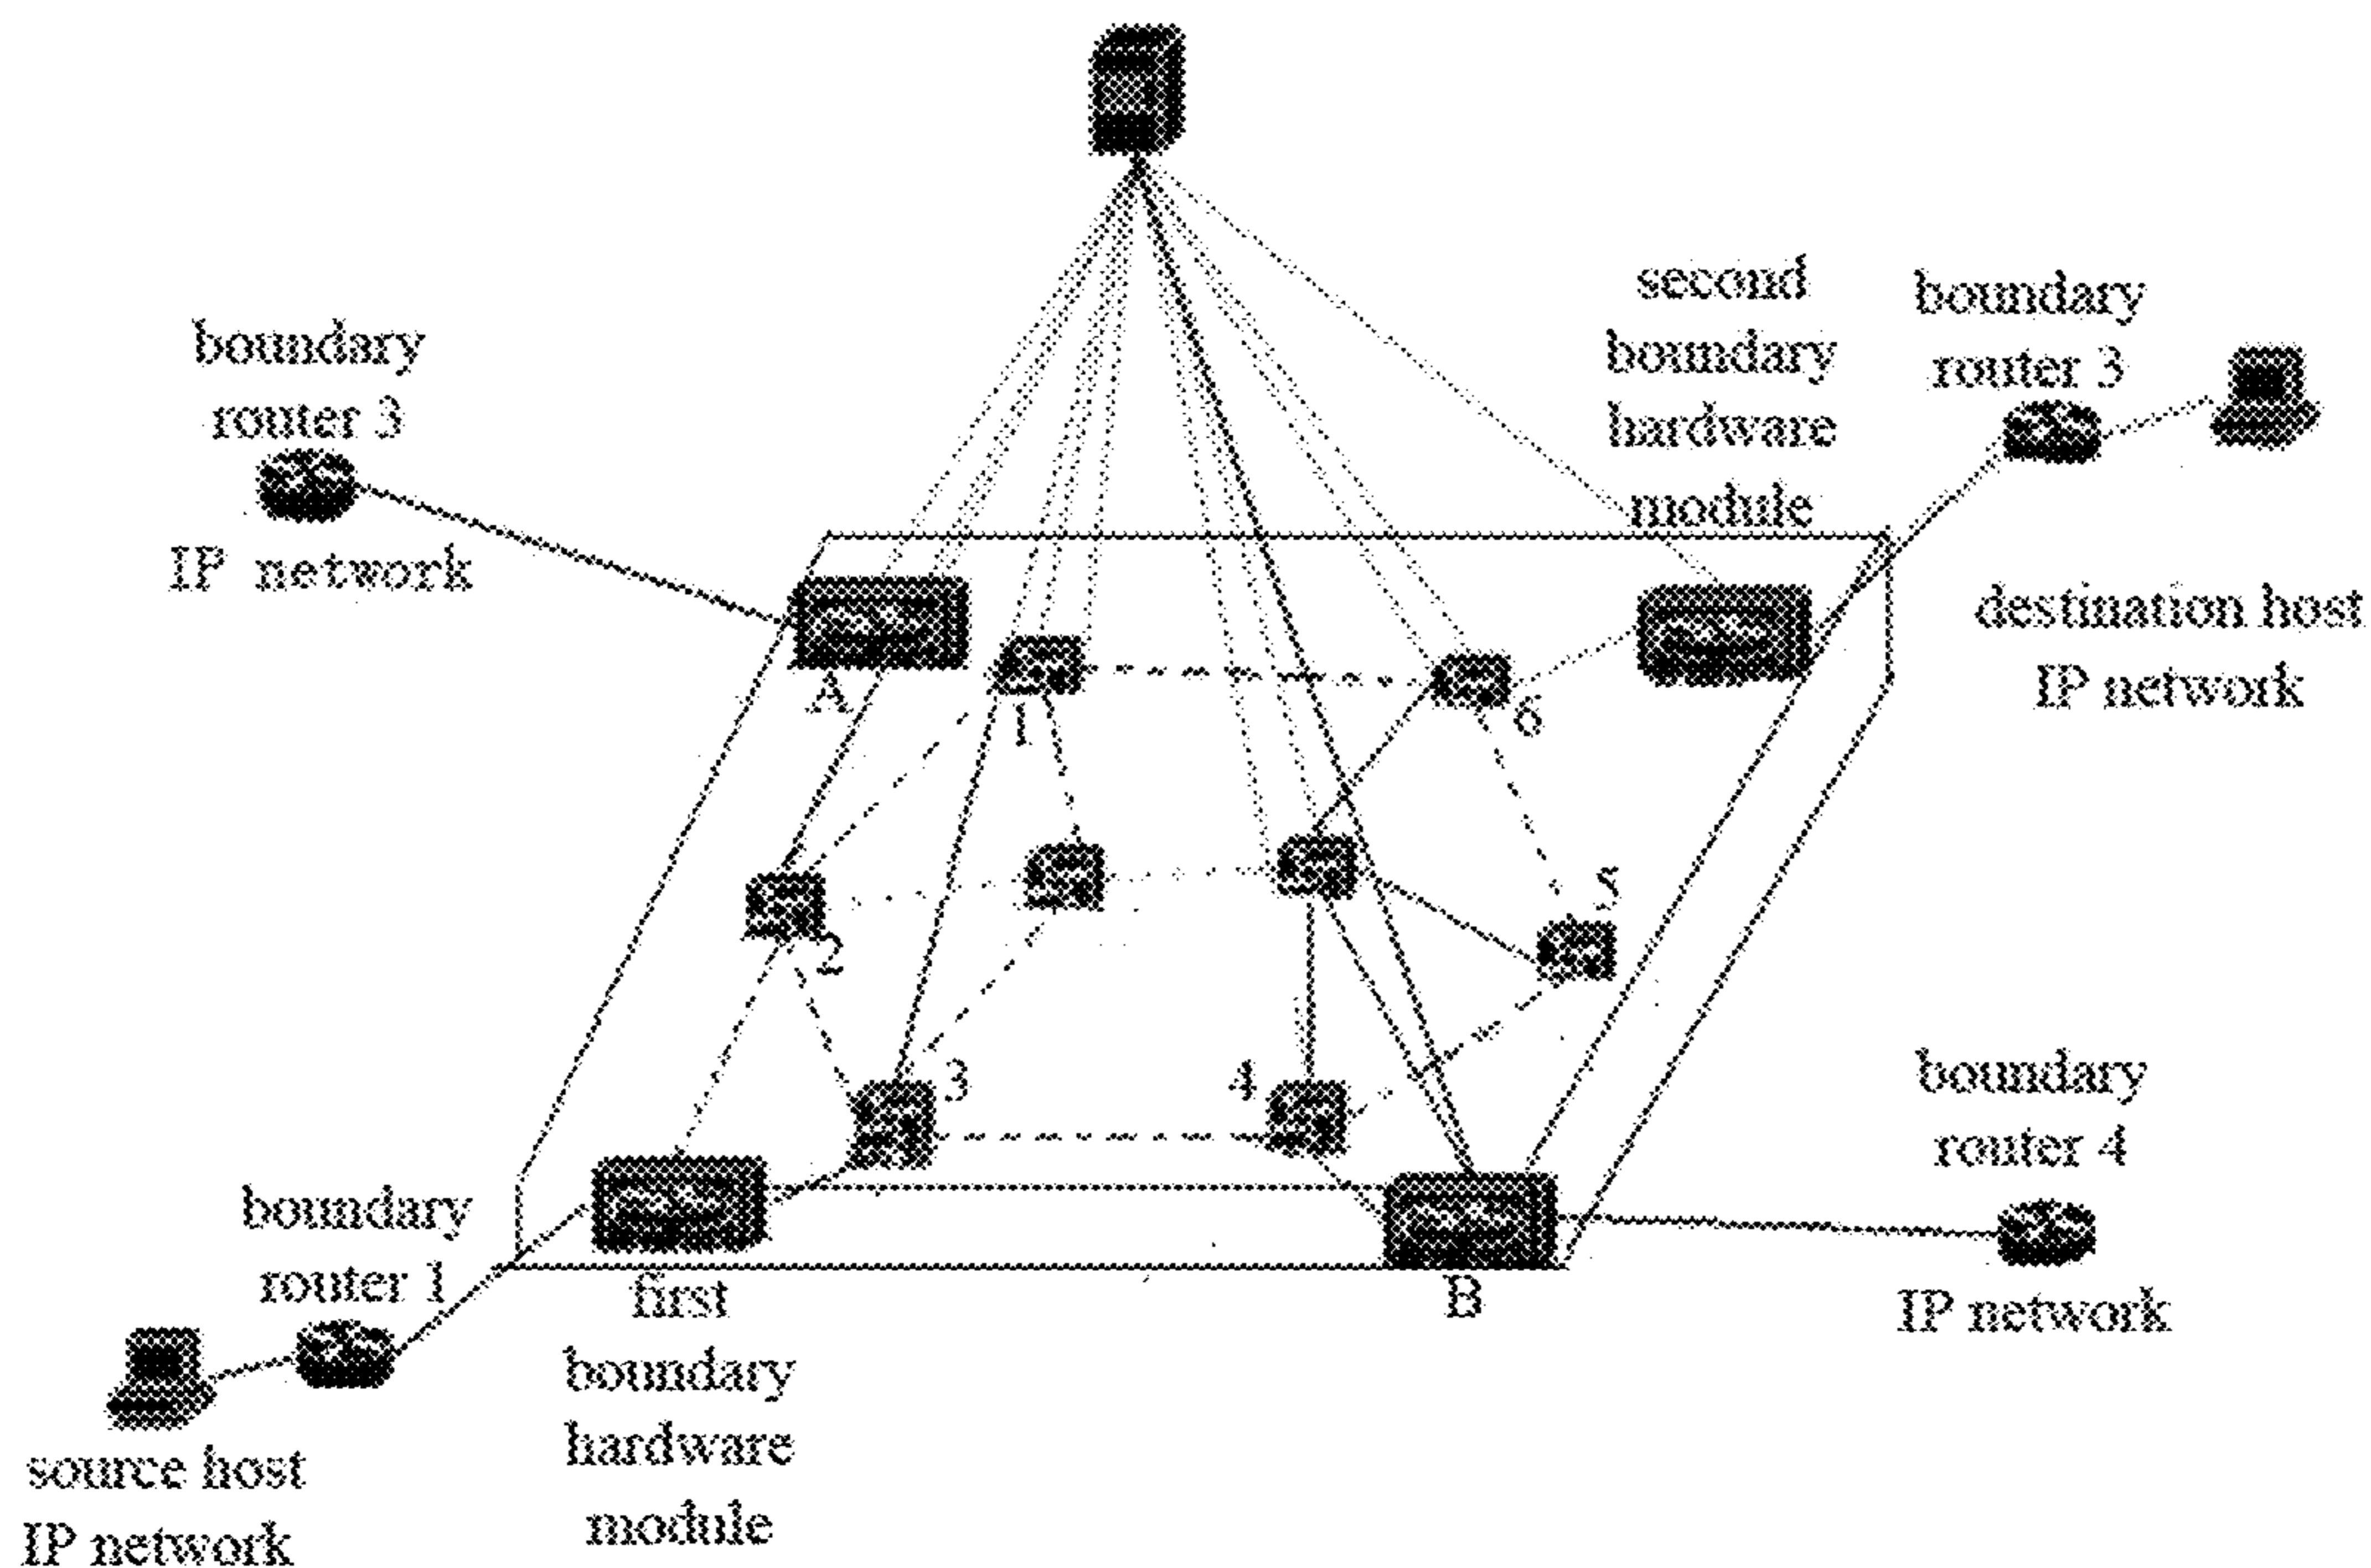 second
boundary
hardware
module
boundary
router 3
boundary
router 3
IP network
destination host
IP network
A
1
6
2
5
3
4
boundary
router 4
IP network
boundary
router 1
first
boundary
hardware
module
B
source host
IP network